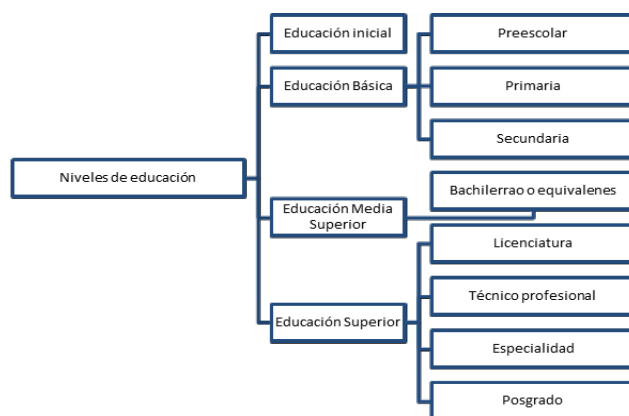 Niveles de educación
Educación inicial
Educación Básica
Preescolar
Primaria
Secundaria
Educación Media
Superior
Bachilerrao o equivalenes
Educación Superior
Licenciatura
Técnico profesional
Especialidad
Posgrado